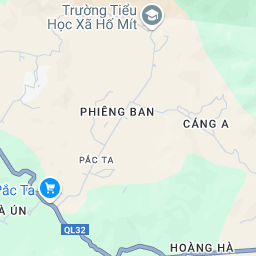 Trường Tiểu
Học Xã Hố Mít
PHIÊNG BAN
CÁNG A
PẮC TA
Pắc Ta
À ÚN
QL32
HOÀNG HÀ